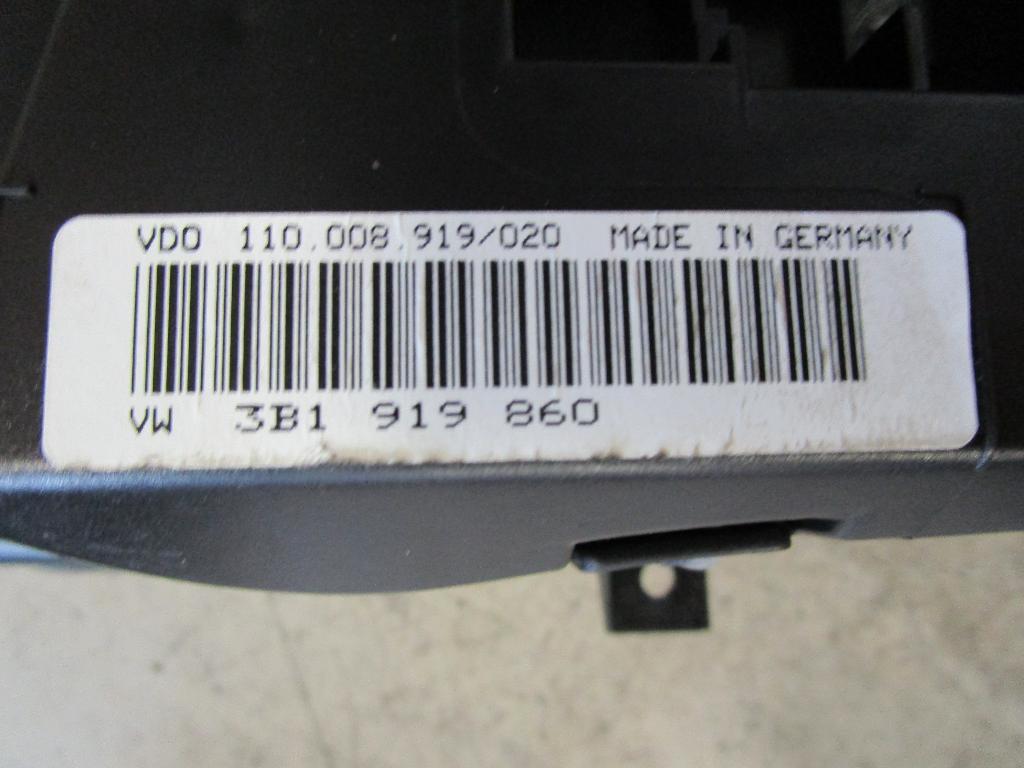 VDO 110.008.919/020 MADE IN GERMANY
VW 3B1 919 860